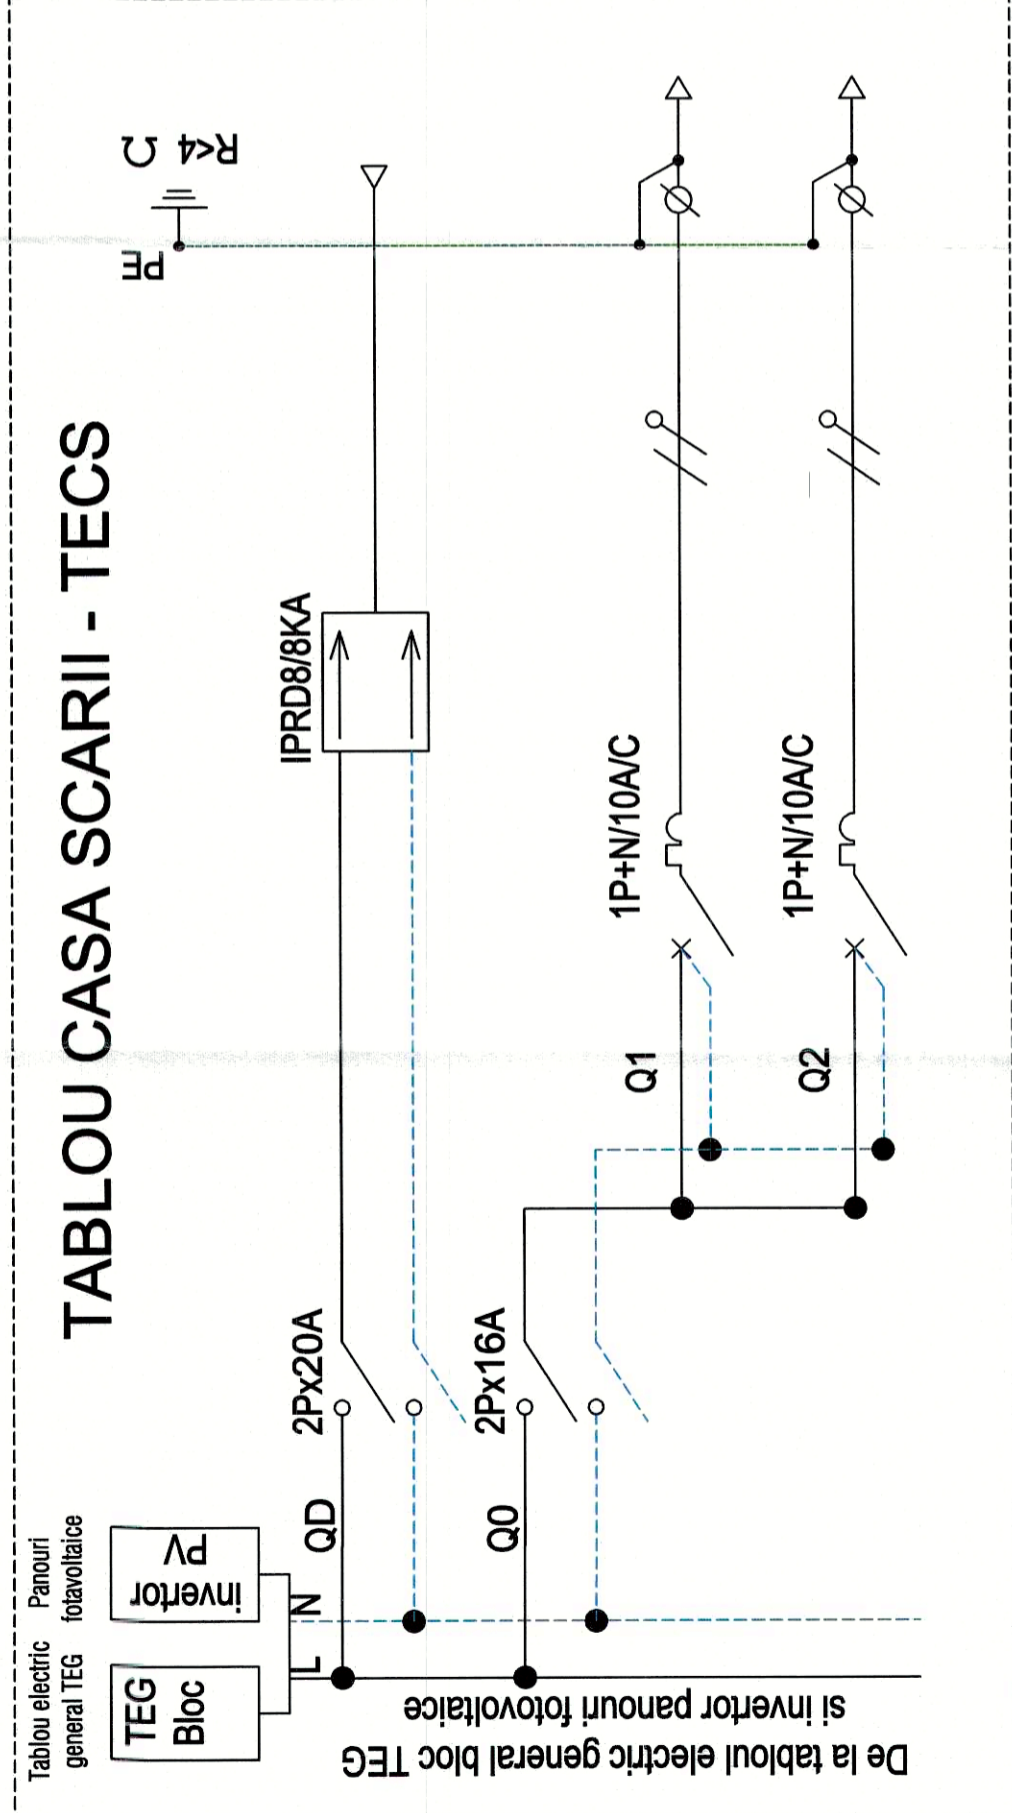 TABLOU CASA SCARII - TECS
Tablou electric
general TEG
Panouri
fotavoltaice
TEG
Bloc
invertor
PV
L
N
De la tabloul electric general bloc TEG
si invertor panouri fotovoltaice
QD
2Px20A
IPRD8/8KA
PE
R<4 Ω
Q0
2Px16A
Q1
1P+N/10A/C
Q2
1P+N/10A/C